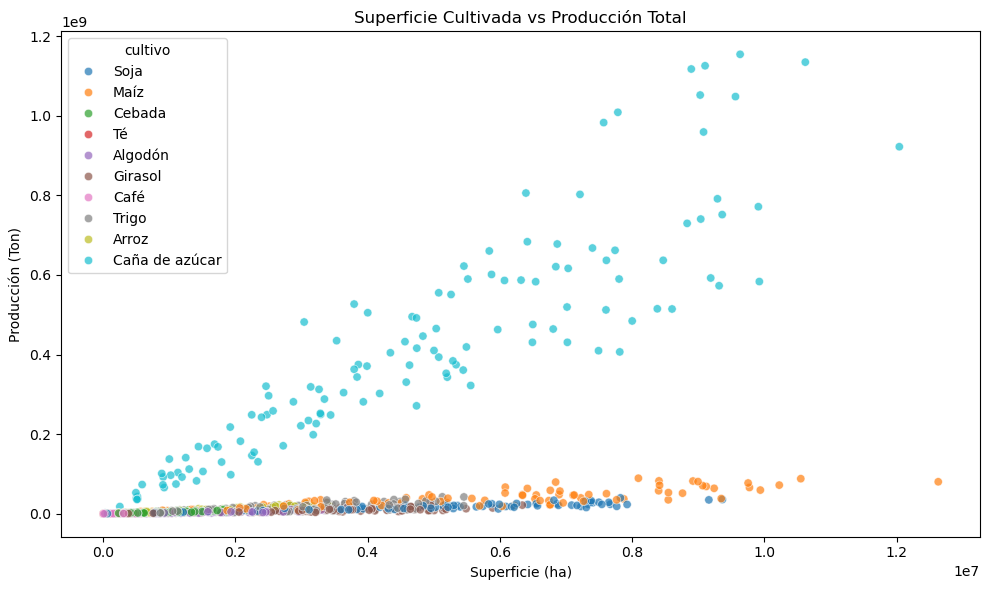 Superficie Cultivada vs Producción Total
1e9
1.2
1.0
0.8
0.6
0.4
0.2
0.0
Producción (Ton)
cultivo
Soja
Maíz
Cebada
Té
Algodón
Girasol
Café
Trigo
Arroz
Caña de azúcar
0.0 0.2 0.4 0.6 0.8 1.0 1.2
1e7
Superficie (ha)